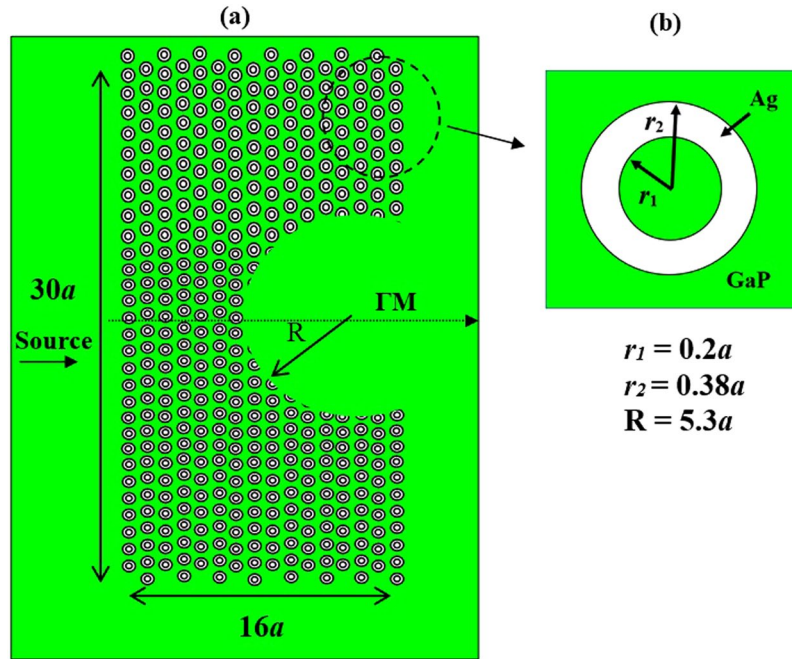 (a)
(b)
Ag
r2
r1
GaP
30a
ΓM
R
Source
16a
r1 = 0.2a
r2 = 0.38a
R = 5.3a